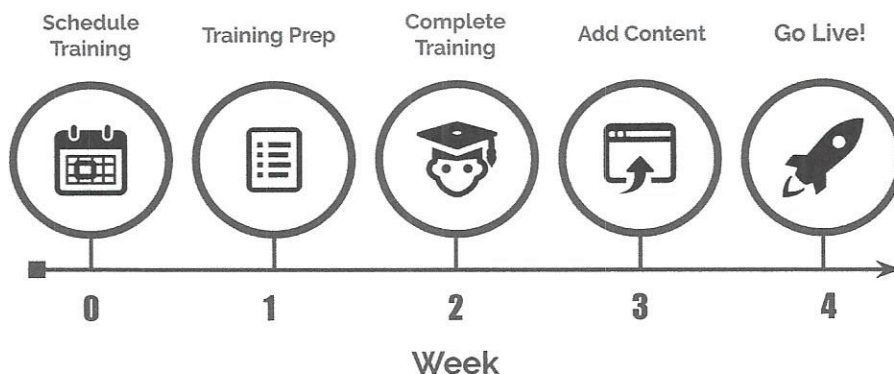 Schedule
Training
Training Prep
Complete
Training
Add Content
Go Live!
0
1
2
3
4
Week